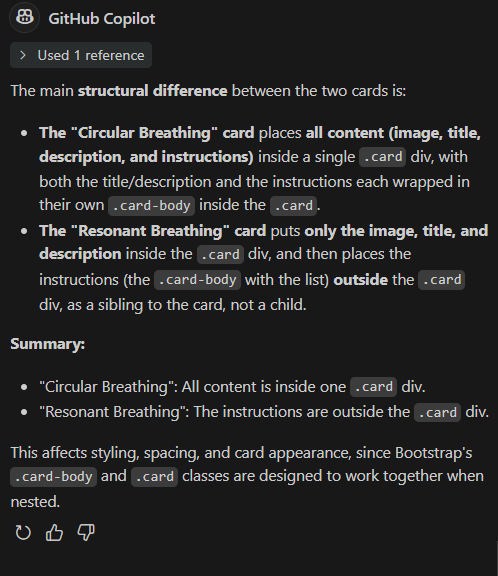 GitHub Copilot
Used 1 reference
The main structural difference between the two cards is:
The "Circular Breathing" card places all content (image, title,
description, and instructions) inside a single .card div, with
both the title/description and the instructions each wrapped in
their own .card-body inside the .card.
The "Resonant Breathing" card puts only the image, title, and
description inside the .card div, and then places the
instructions (the .card-body with the list) outside the .card
div, as a sibling to the card, not a child.
Summary:
"Circular Breathing": All content is inside one .card div.
"Resonant Breathing": The instructions are outside the .card div.
This affects styling, spacing, and card appearance, since Bootstrap's
.card-body and .card classes are designed to work together when
nested.